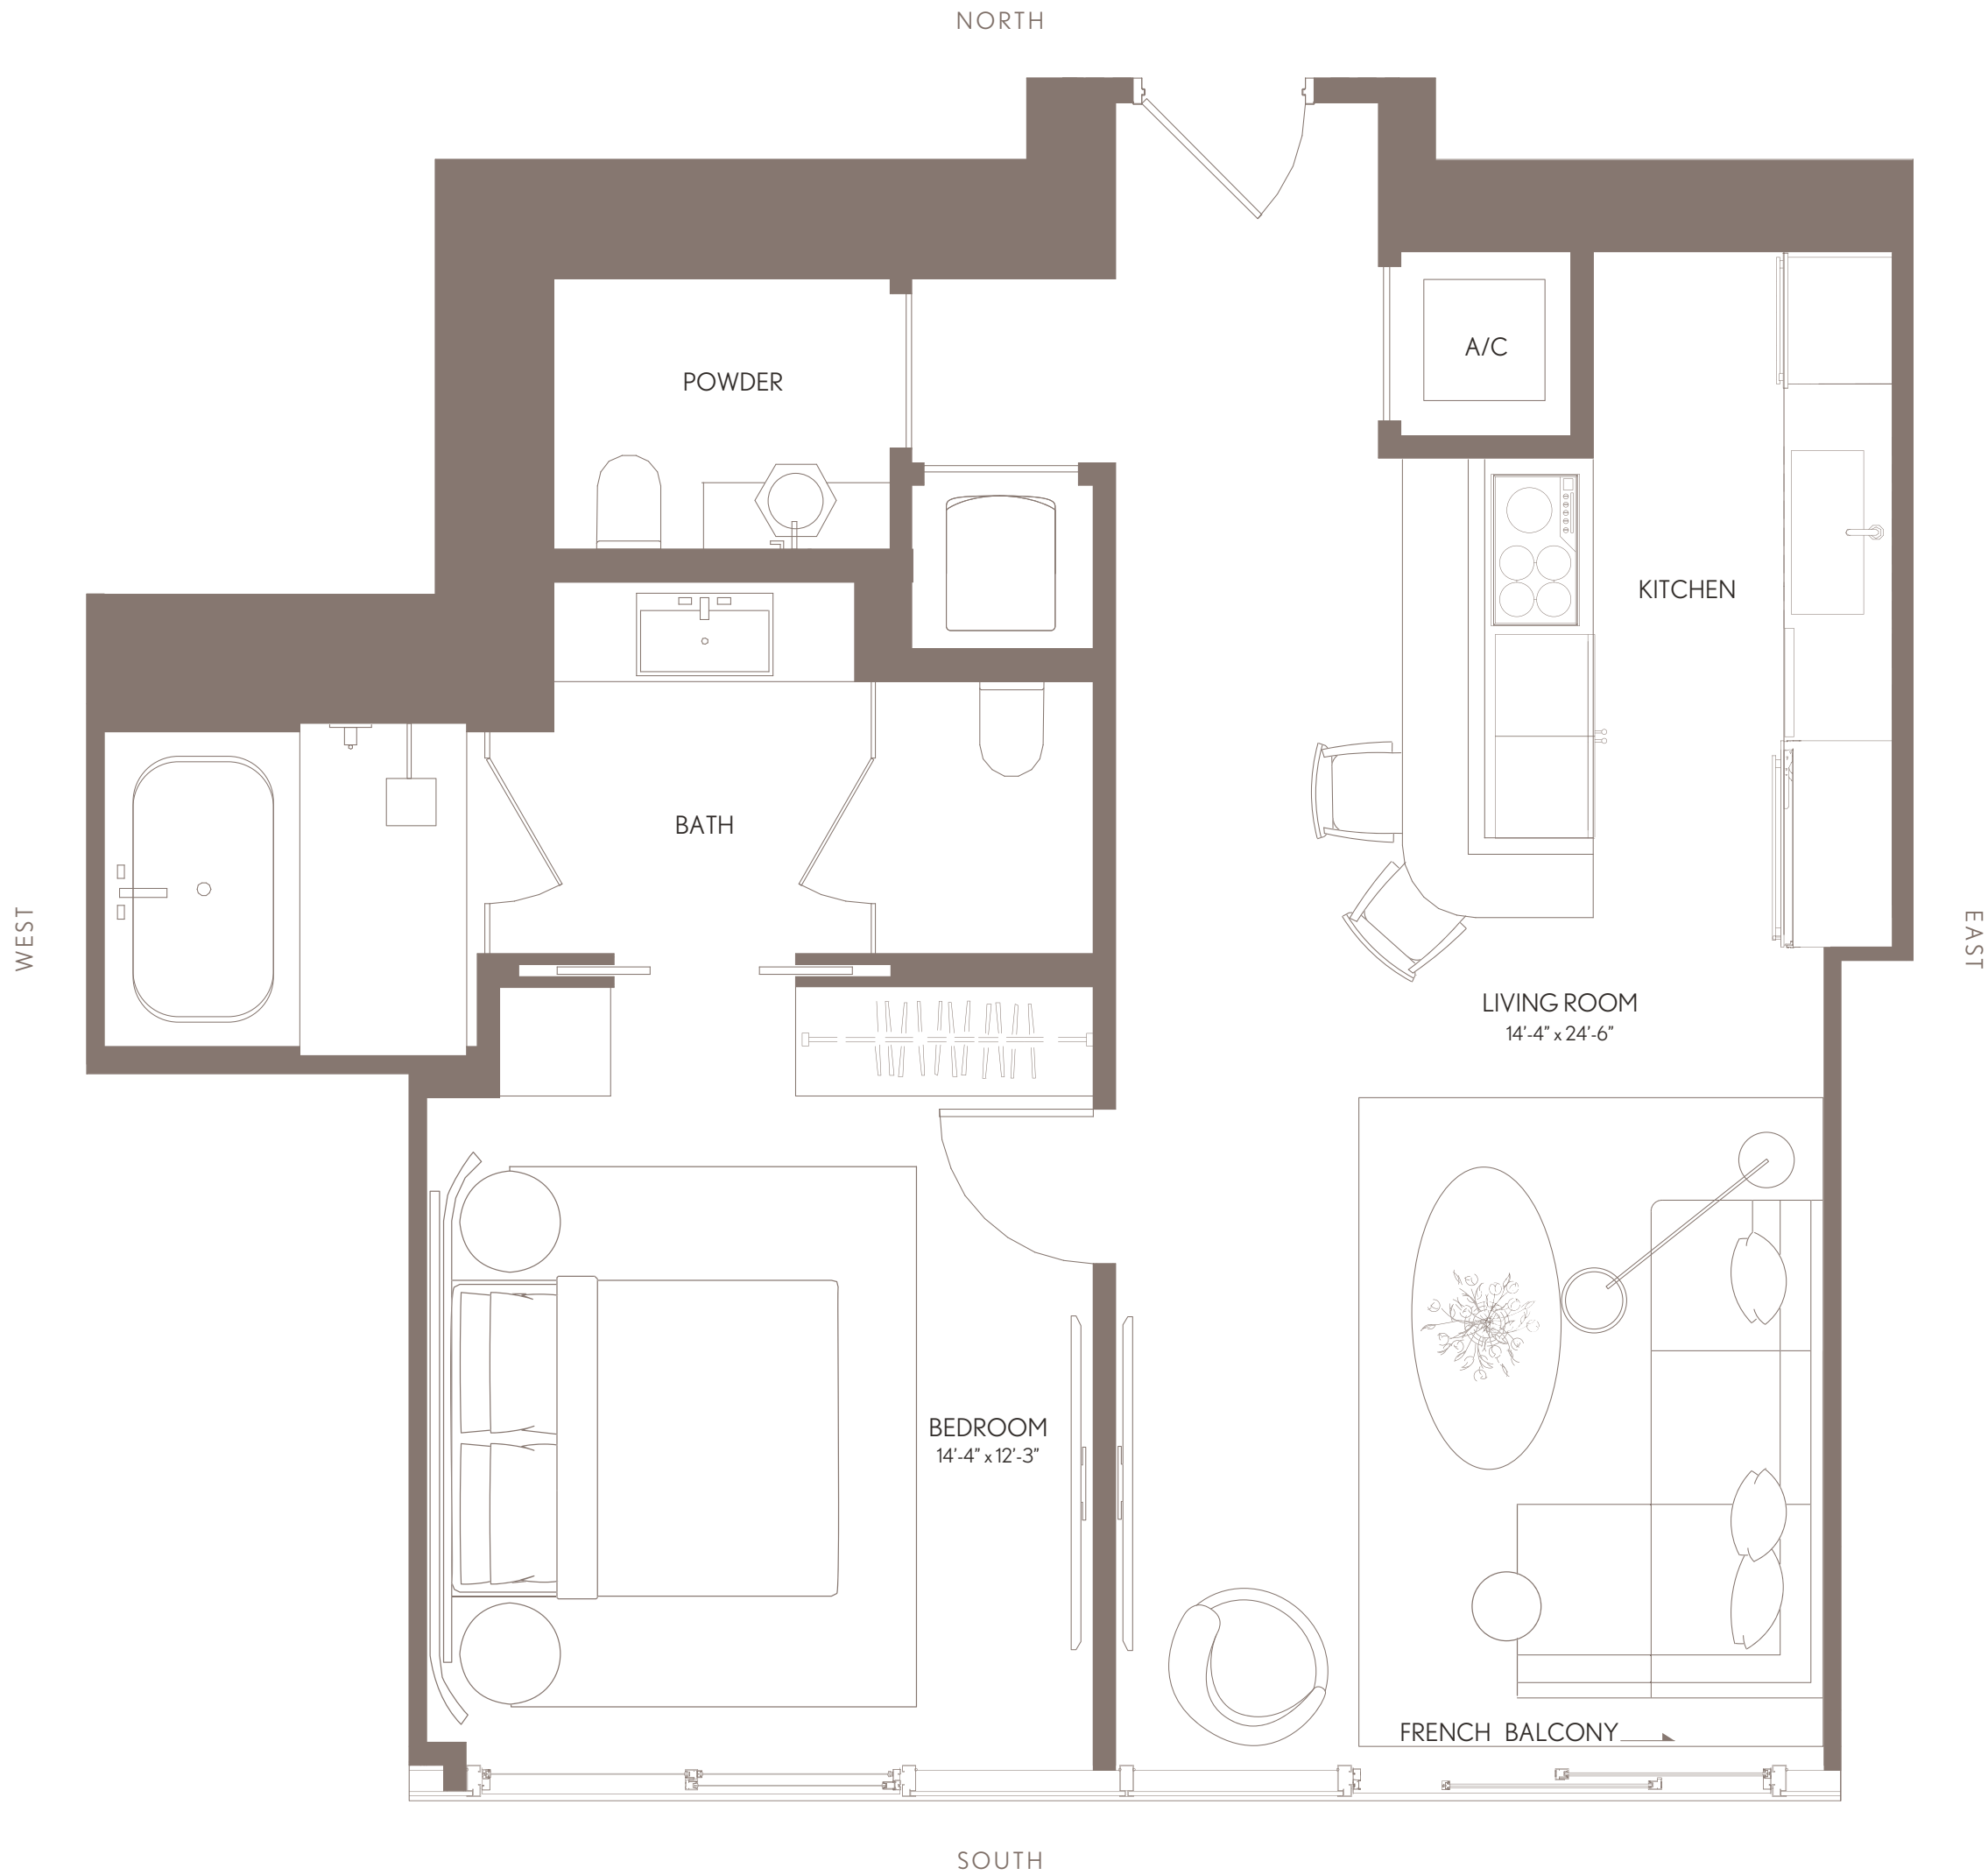 NORTH
POWDER
A/C
KITCHEN
BATH
WEST
EAST
LIVING ROOM
14'-4" x 24'-6"
BEDROOM
14'-4" x 12'-3"
FRENCH BALCONY
SOUTH